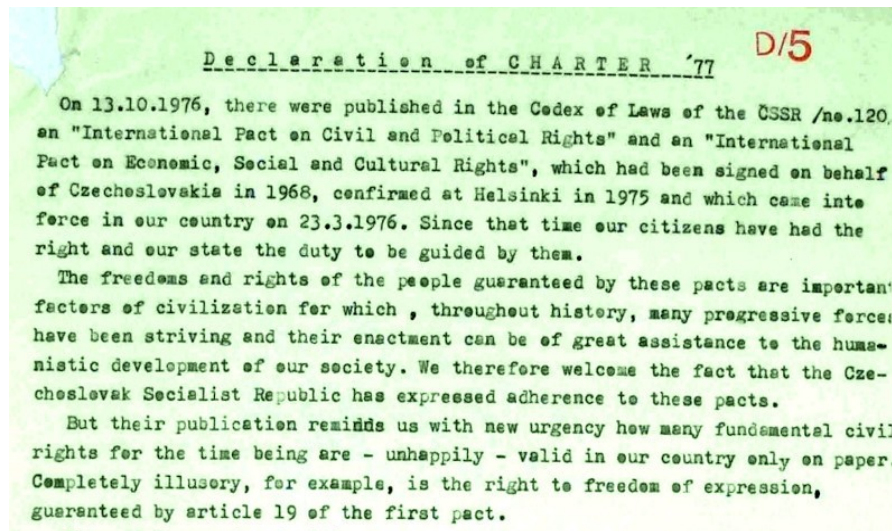 Declaration of CHARTER '77
D/5
On 13.10.1976, there were published in the Codex of Laws of the ČSSR /no.120,
an "International Pact on Civil and Political Rights" and an "International
Pact on Economic, Social and Cultural Rights", which had been signed on behalf
of Czechoslovakia in 1968, confirmed at Helsinki in 1975 and which came into
force in our country on 23.3.1976. Since that time our citizens have had the
right and our state the duty to be guided by them.
The freedoms and rights of the people guaranteed by these pacts are important
factors of civilization for which , throughout history, many progressive forces
have been striving and their enactment can be of great assistance to the huma-
nistic development of our society. We therefore welcome the fact that the Cze-
choslovak Socialist Republic has expressed adherence to these pacts.
But their publication remidds us with new urgency how many fundamental civil
rights for the time being are - unhappily - valid in our country only on paper.
Completely illusory, for example, is the right to freedom of expression,
guaranteed by article 19 of the first pact.